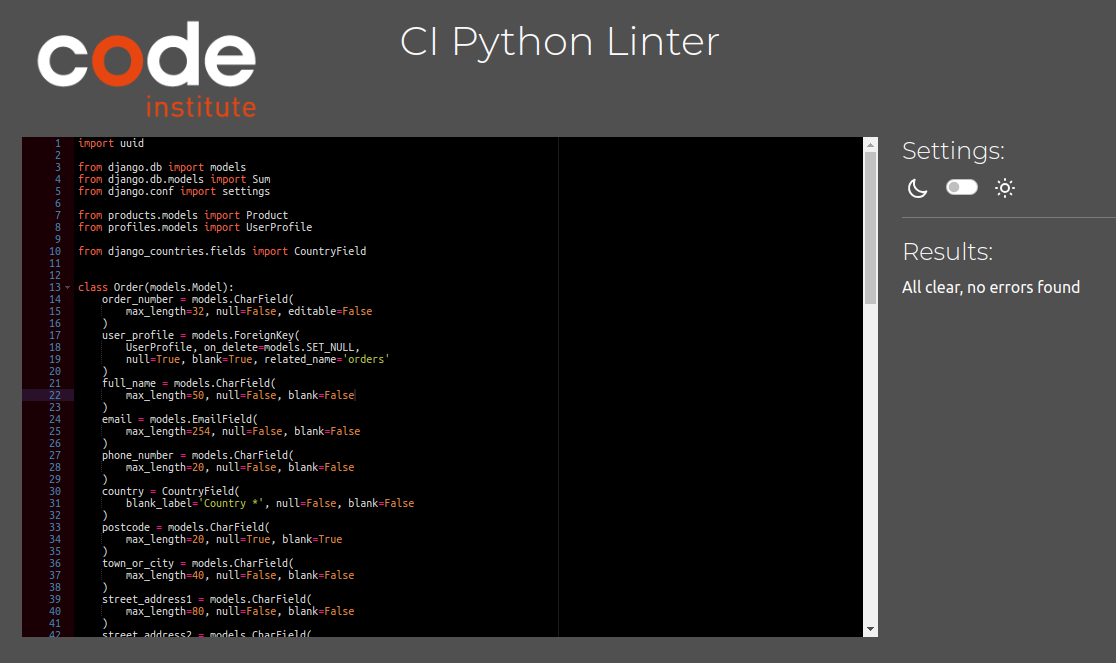 code
institute
CI Python Linter
1 import uuid
2
3 from django.db import models
4 from django.db.models import Sum
5 from django.conf import settings
6
7 from products.models import Product
8 from profiles.models import UserProfile
9
10 from django_countries.fields import CountryField
11
12
13 class Order(models.Model):
14     order_number = models.CharField(
15         max_length=32, null=False, editable=False
16     )
17     user_profile = models.ForeignKey(
18         UserProfile, on_delete=models.SET_NULL,
19         null=True, blank=True, related_name='orders'
20     )
21     full_name = models.CharField(
22         max_length=50, null=False, blank=False
23     )
24     email = models.EmailField(
25         max_length=254, null=False, blank=False
26     )
27     phone_number = models.CharField(
28         max_length=20, null=False, blank=False
29     )
30     country = CountryField(
31         blank_label='Country *', null=False, blank=False
32     )
33     postcode = models.CharField(
34         max_length=20, null=True, blank=True
35     )
36     town_or_city = models.CharField(
37         max_length=40, null=False, blank=False
38     )
39     street_address1 = models.CharField(
40         max_length=80, null=False, blank=False
41     )
42     street_address2 = models.CharField(
Settings:
Results:
All clear, no errors found